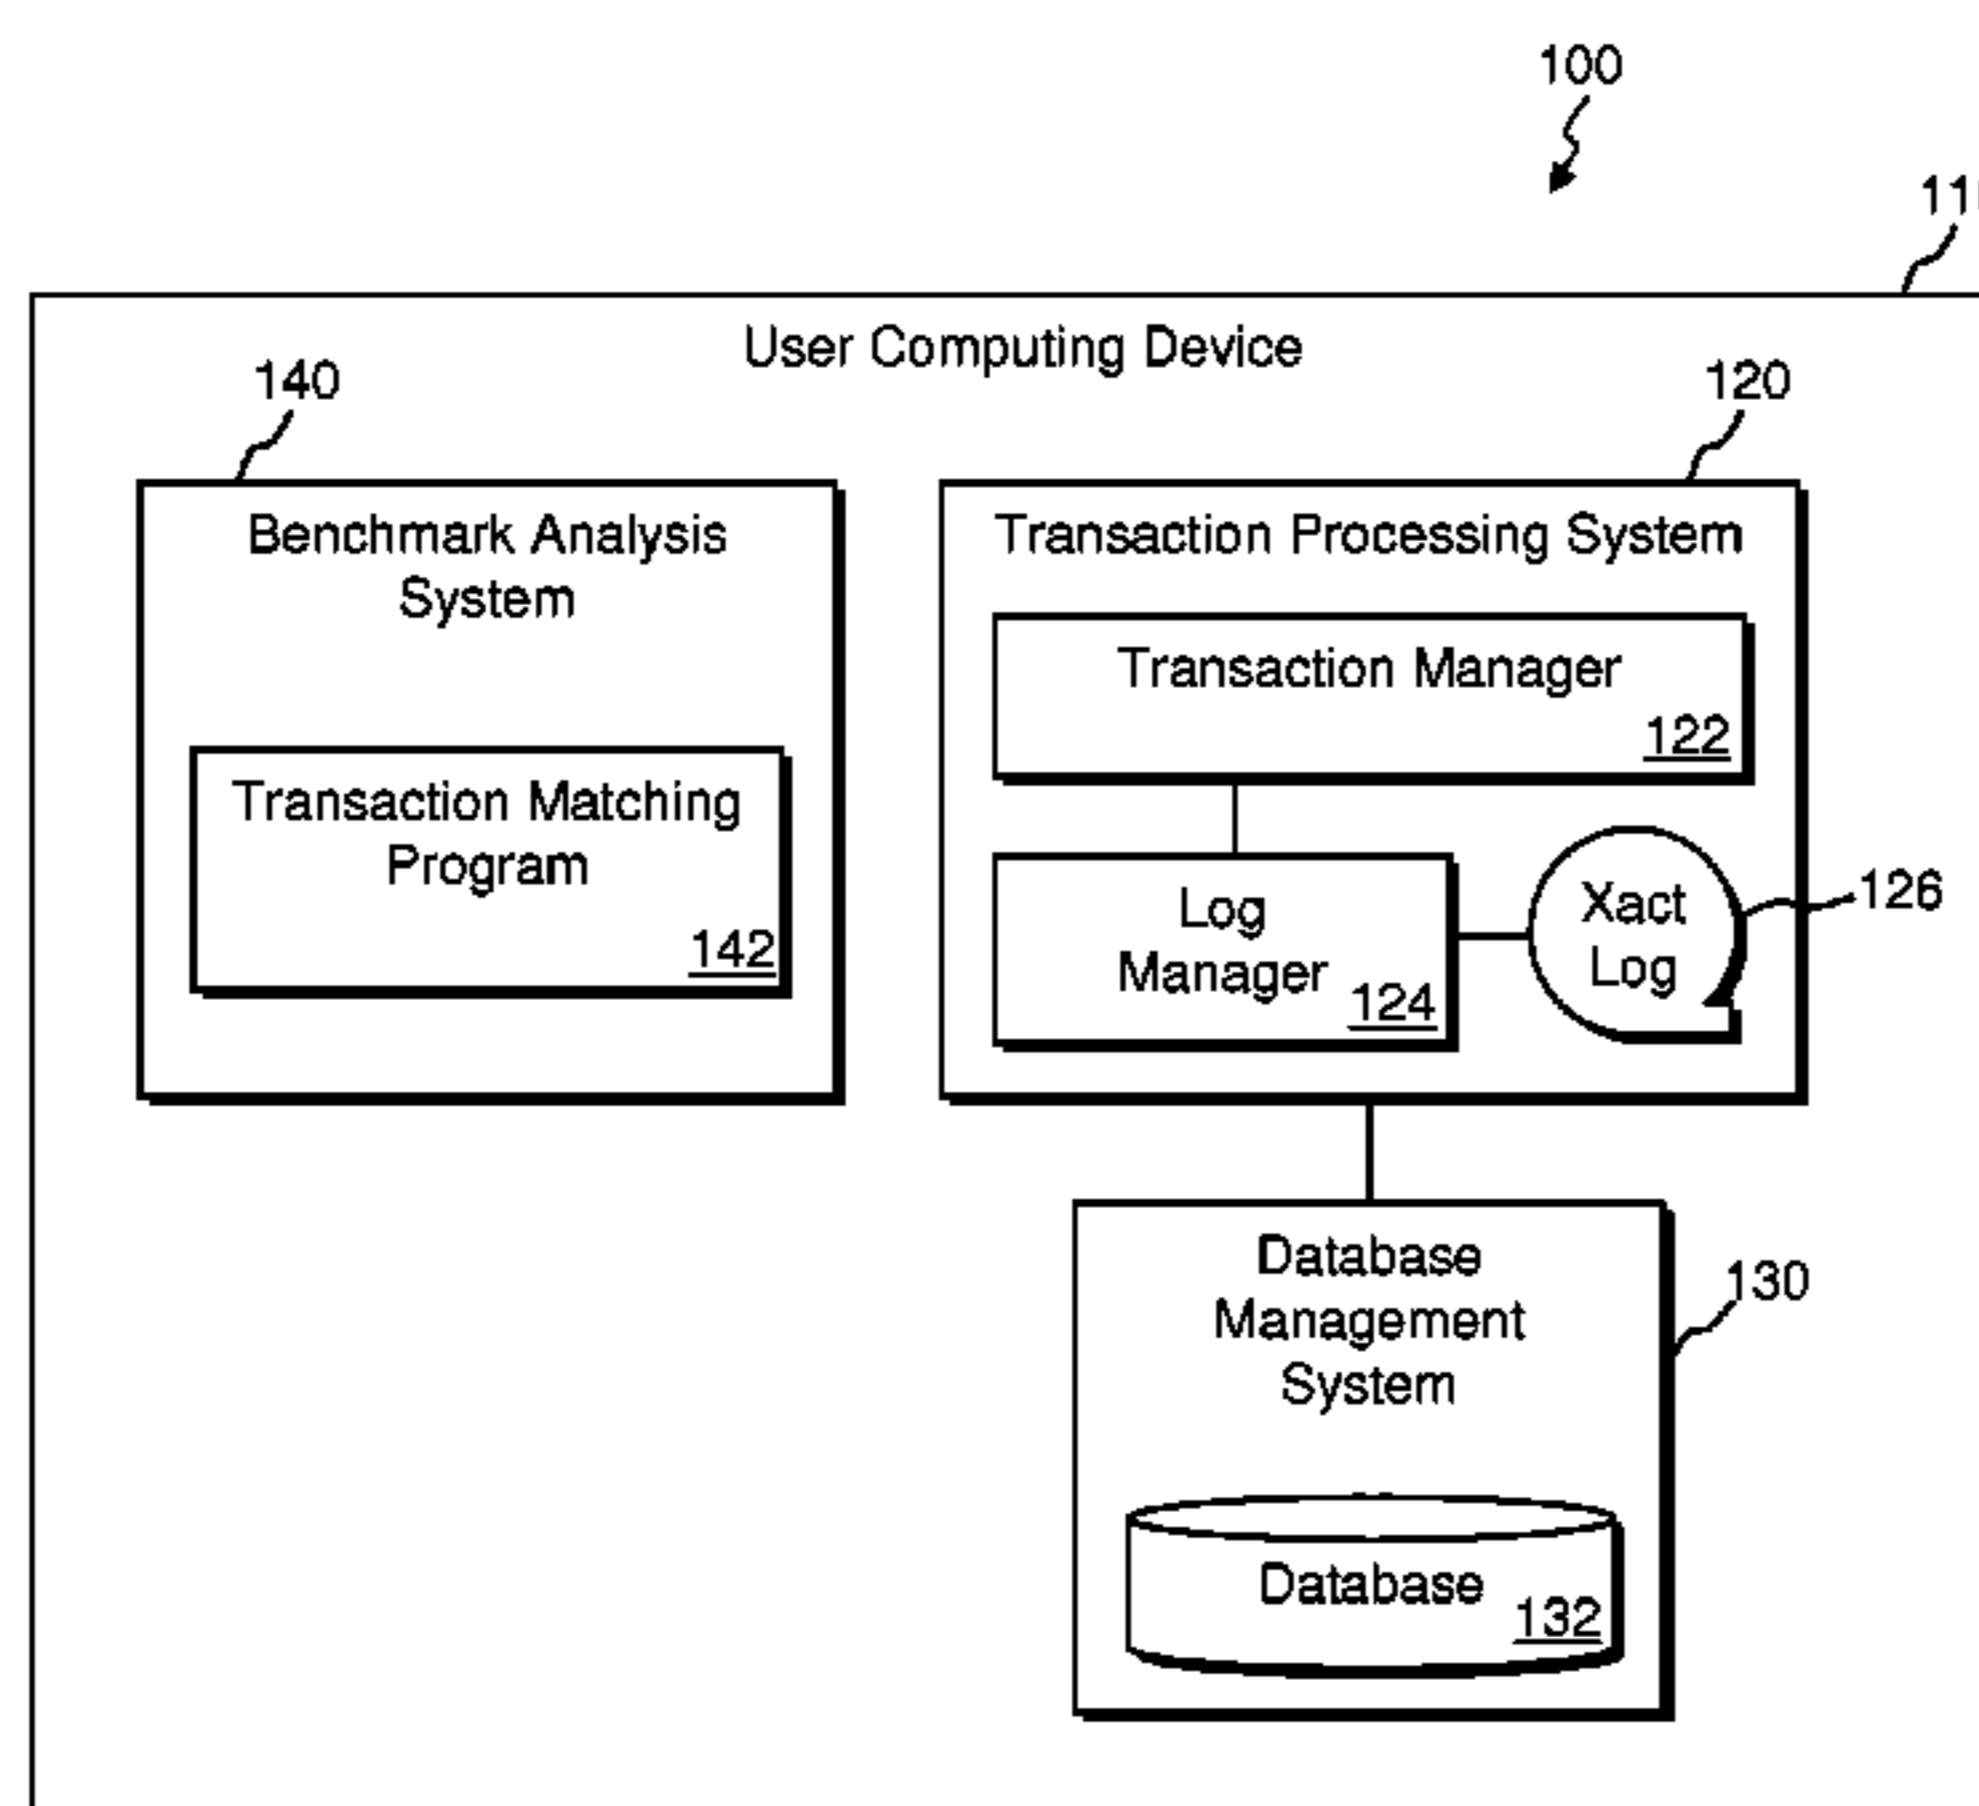 100
User Computing Device
140
120
Benchmark Analysis
System
Transaction Processing System
Transaction Manager
122
Transaction Matching
Program
142
Log
Manager
124
Xact
Log
126
Database
Management
System
130
Database
132